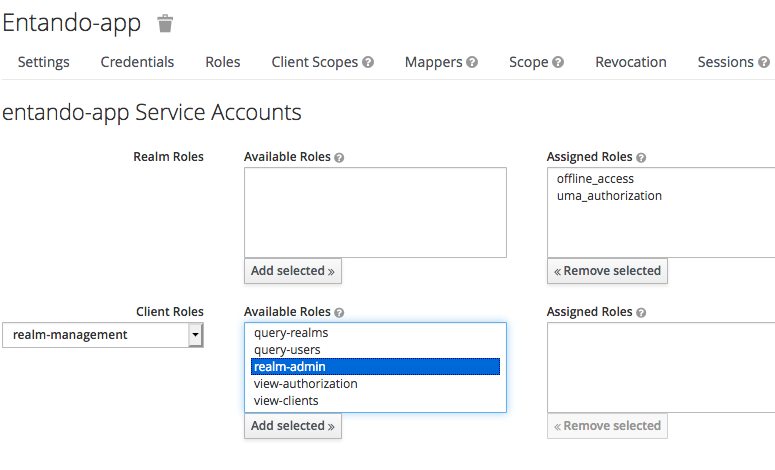 Entando-app
Settings Credentials Roles Client Scopes Mappers Scope Revocation Sessions
entando-app Service Accounts
Realm Roles Available Roles Assigned Roles
offline_access
uma_authorization
Add selected » « Remove selected
Client Roles Available Roles Assigned Roles
realm-management
query-realms
query-users
realm-admin
view-authorization
view-clients
Add selected » « Remove selected